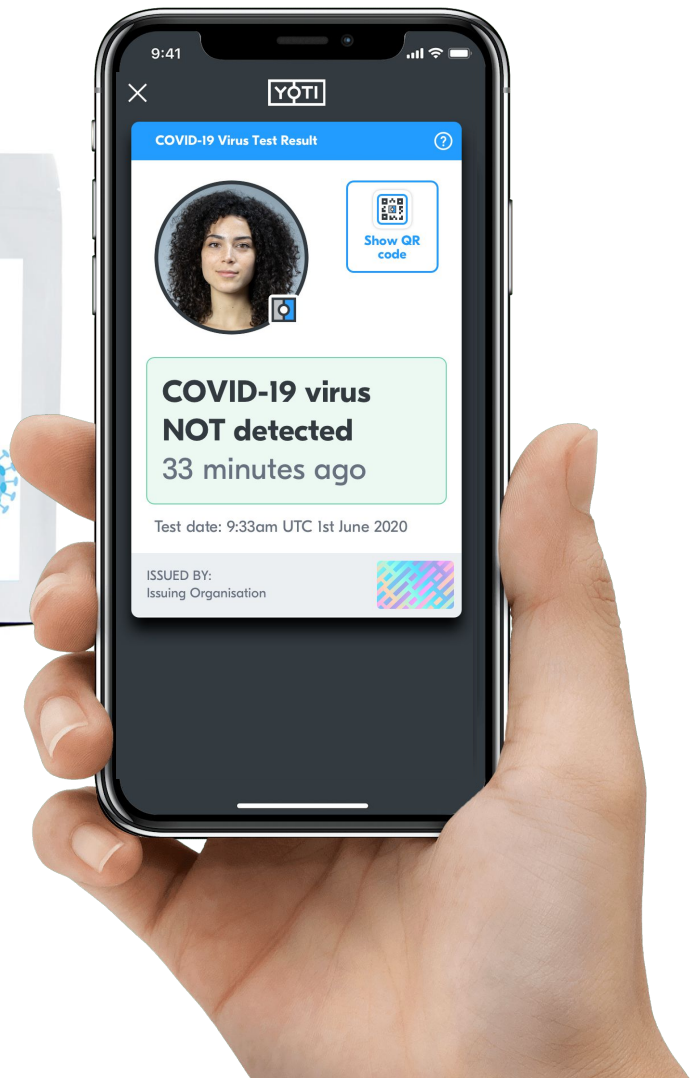 9:41
YOTI
COVID-19 Virus Test Result
?
Show QR
code
COVID-19 virus
NOT detected
33 minutes ago
Test date: 9:33am UTC 1st June 2020
ISSUED BY:
Issuing Organisation